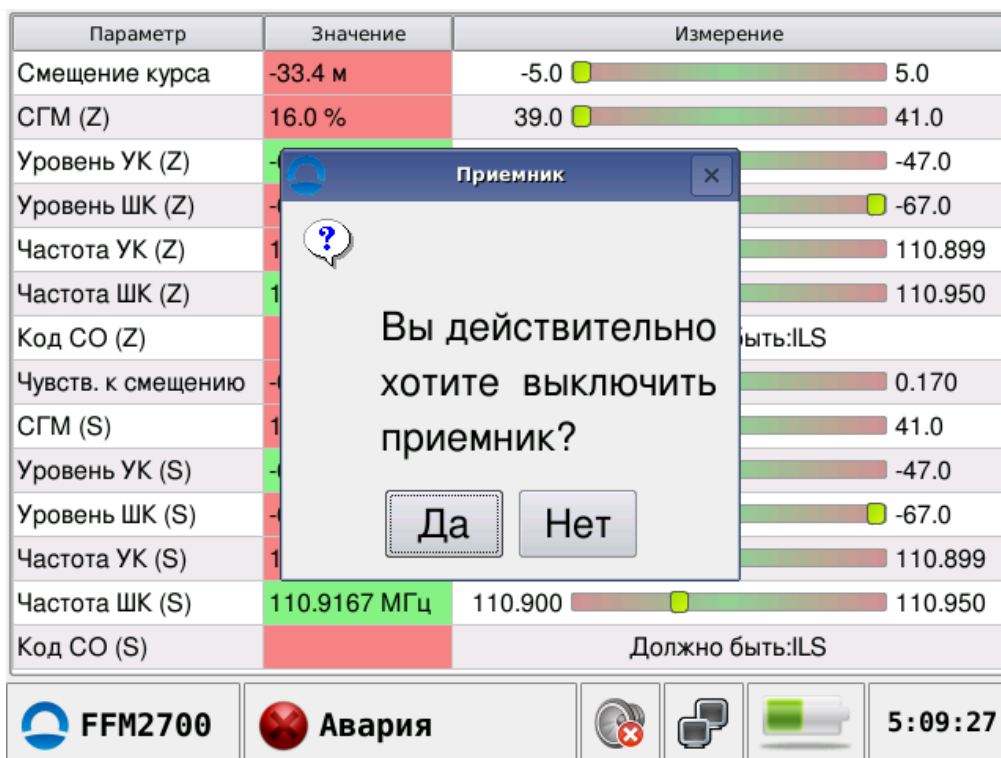 Параметр Значение Измерение
Смещение курса -33.4 м -5.0 5.0
СГМ (Z) 16.0 % 39.0 41.0
Уровень УК (Z) -47.0
Приемник
Уровень ШК (Z) -67.0
Частота УК (Z) 110.899
Частота ШК (Z) 110.950
Код СО (Z) быть:ILS
Чувств. к смещению 0.170
СГМ (S) 41.0
Уровень УК (S) -47.0
Уровень ШК (S) -67.0
Частота УК (S) 110.899
Вы действительно
хотите выключить
приемник?
Да Нет
Частота ШК (S) 110.9167 МГц 110.900 110.950
Код СО (S) Должно быть:ILS
FFM2700 Авария 5:09:27